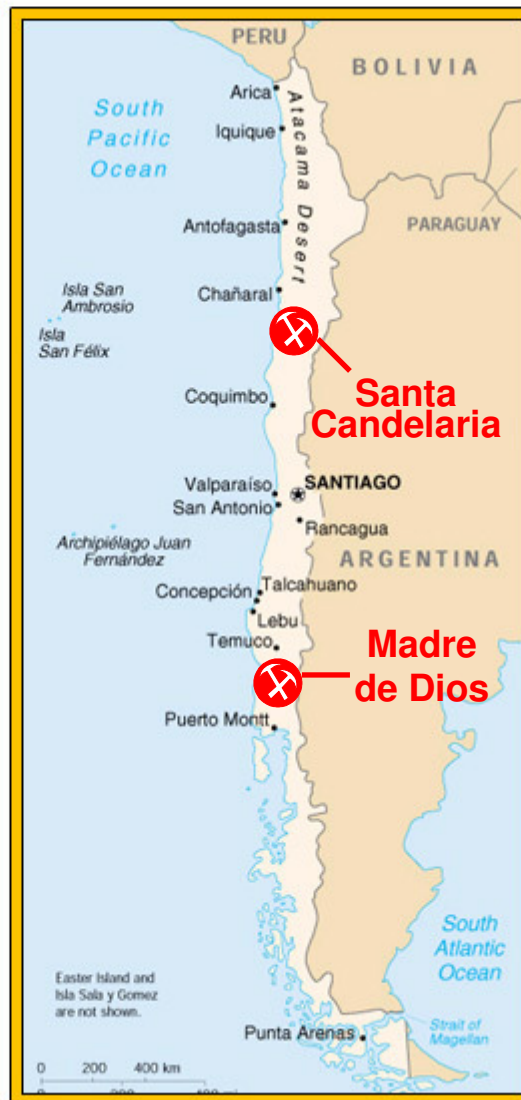 PERU
BOLIVIA
Arica
South
Pacific
Ocean
Iquique
Atacama Desert
PARAGUAY
Antofagasta
Isla San
Ambrosio
Chañaral
Isla
San Félix
Santa
Candelaria
Coquimbo
Valparaíso
SANTIAGO
San Antonio
Rancagua
Archipiélago Juan
Fernández
ARGENTINA
Talcahuano
Concepción
Lebu
Temuco
Madre
de Dios
Puerto Montt
South
Atlantic
Ocean
Easter Island and
Isla Sala y Gomez
are not shown.
Punta Arenas
Strait of
Magellan
0 200 400 km